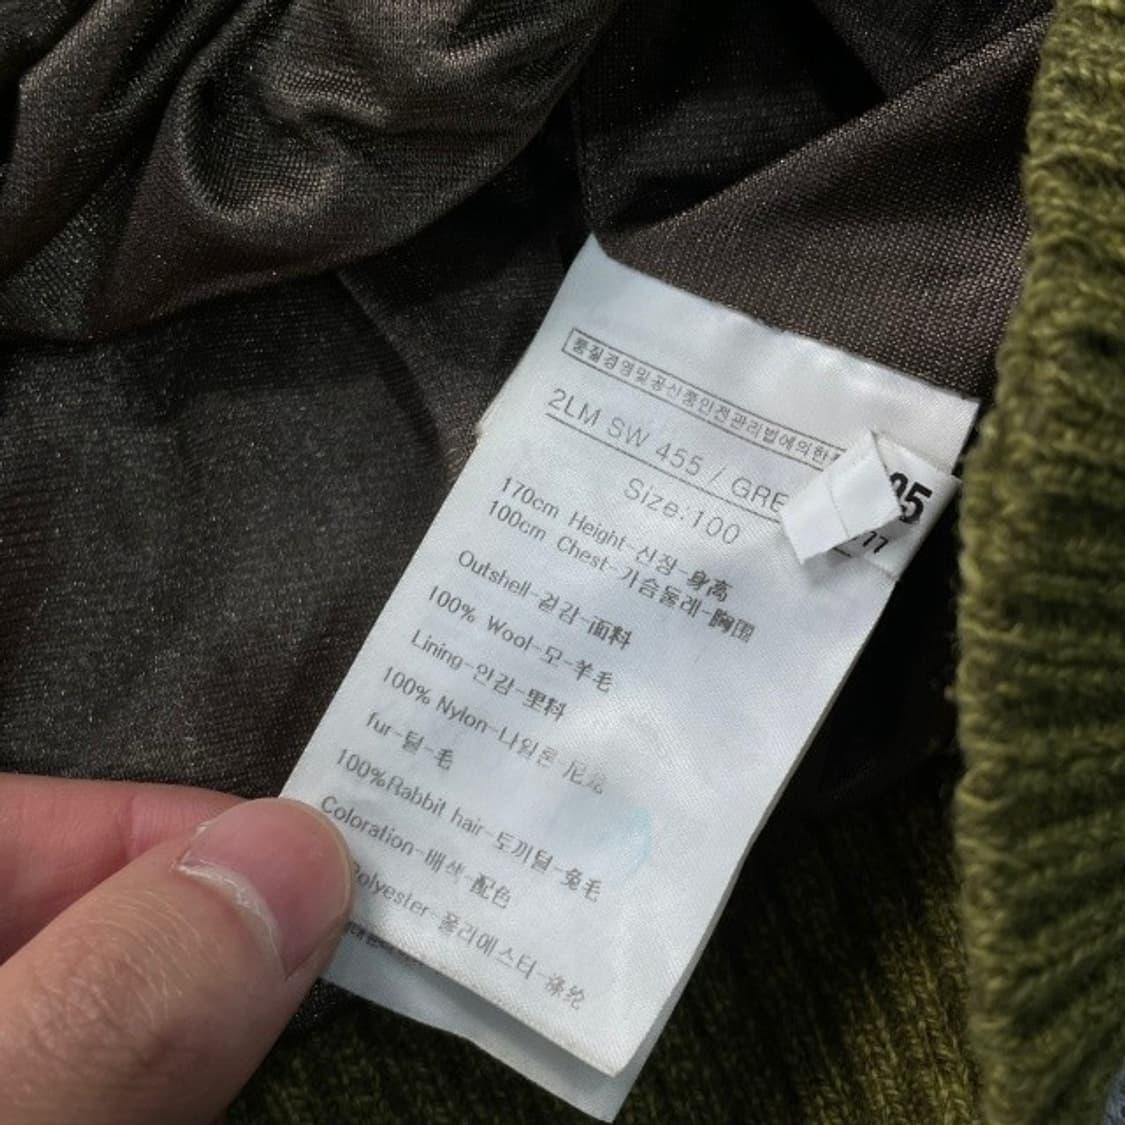 품질경영및공산품안전관리법에의한
2LM SW 455 / GRE
Size:100
170cm Height-신장-身高
100cm Chest-가슴둘레-胸围
Outshell-겉감-面料
100% Wool-모-羊毛
Lining-안감-里料
100% Nylon-나일론-尼龙
fur-털-毛
100%Rabbit hair-토끼털-兔毛
Coloration-배색-配色
Polyester-폴리에스터-涤纶
95
77